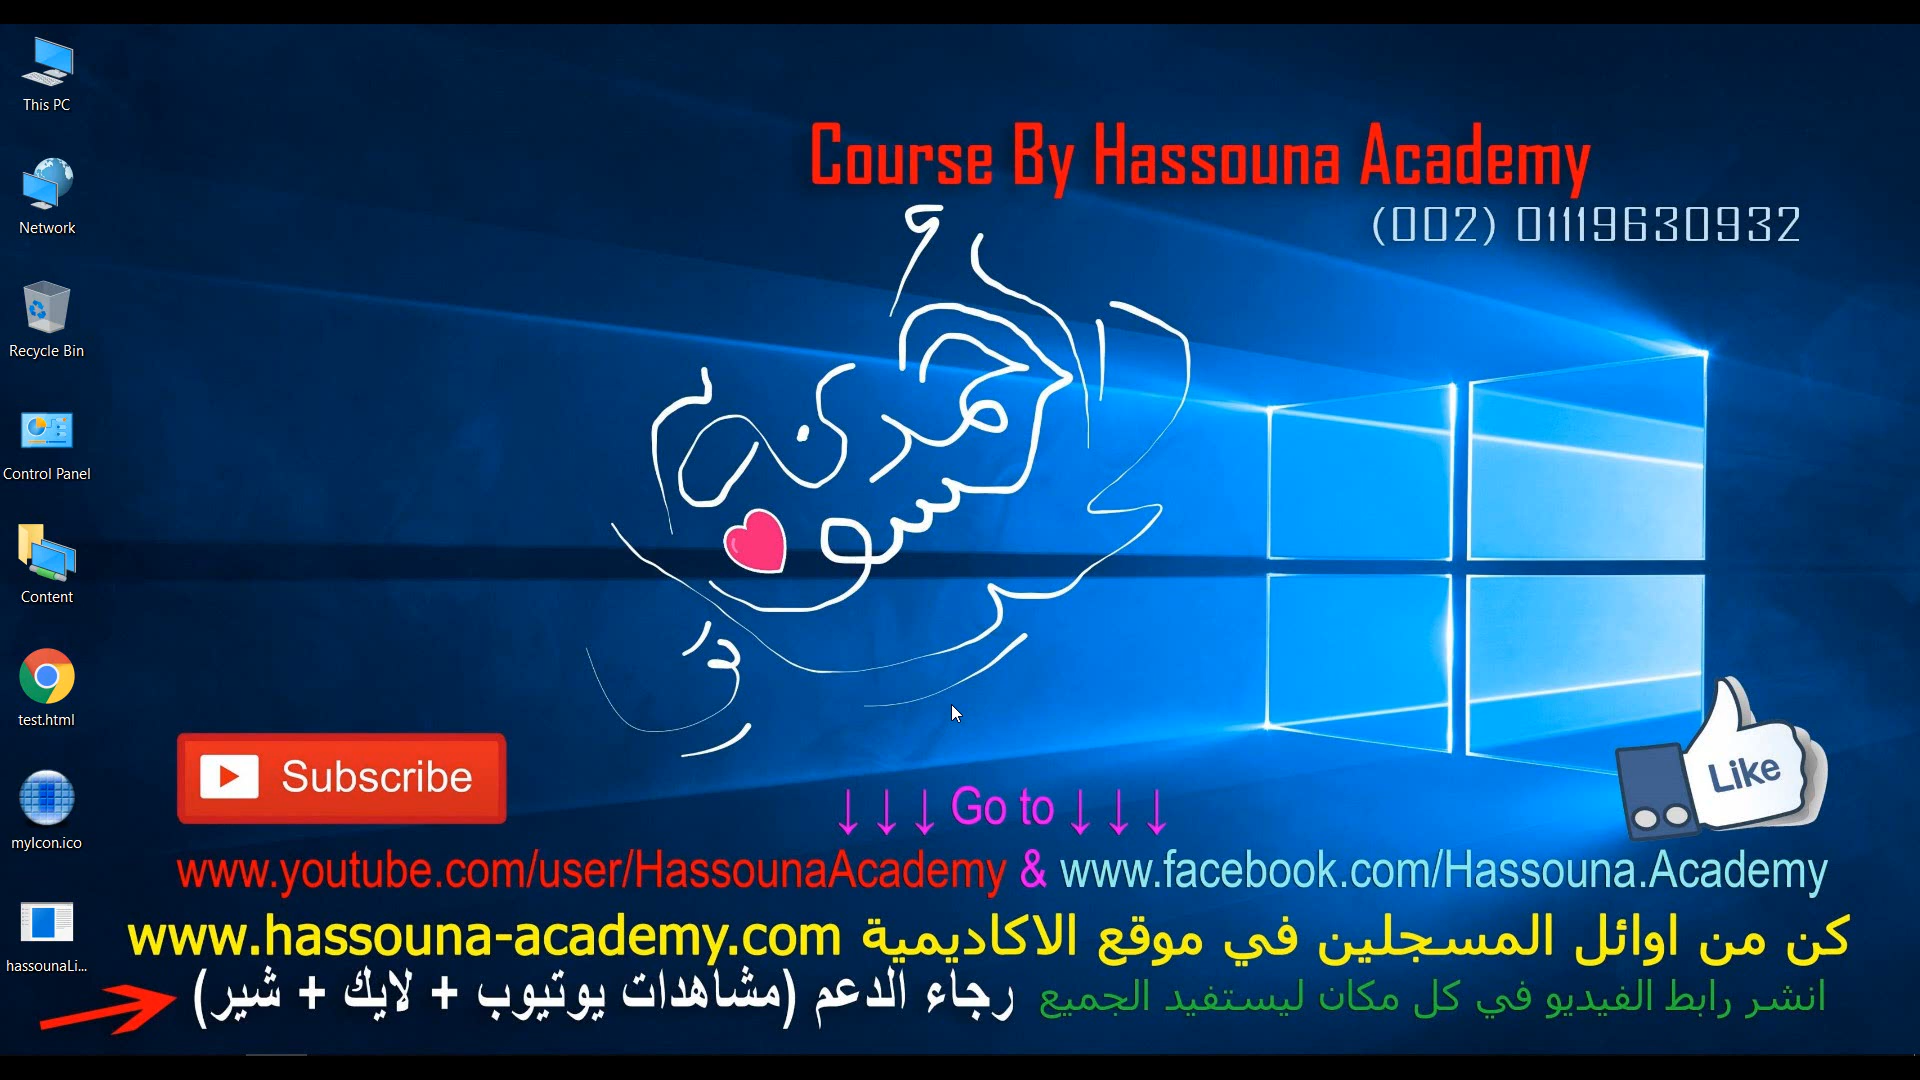 This PC
Network
Recycle Bin
Control Panel
Content
test.html
myIcon.ico
hassounaLi...
Course By Hassouna Academy
(002) 01119630932
Subscribe
Like
↓ ↓ ↓ Go to ↓ ↓ ↓
www.youtube.com/user/HassounaAcademy & www.facebook.com/Hassouna.Academy
كن من اوائل المسجلين في موقع الاكاديمية www.hassouna-academy.com
انشر رابط الفيديو في كل مكان ليستفيد الجميع رجاء الدعم (مشاهدات يوتيوب + لايك + شير)